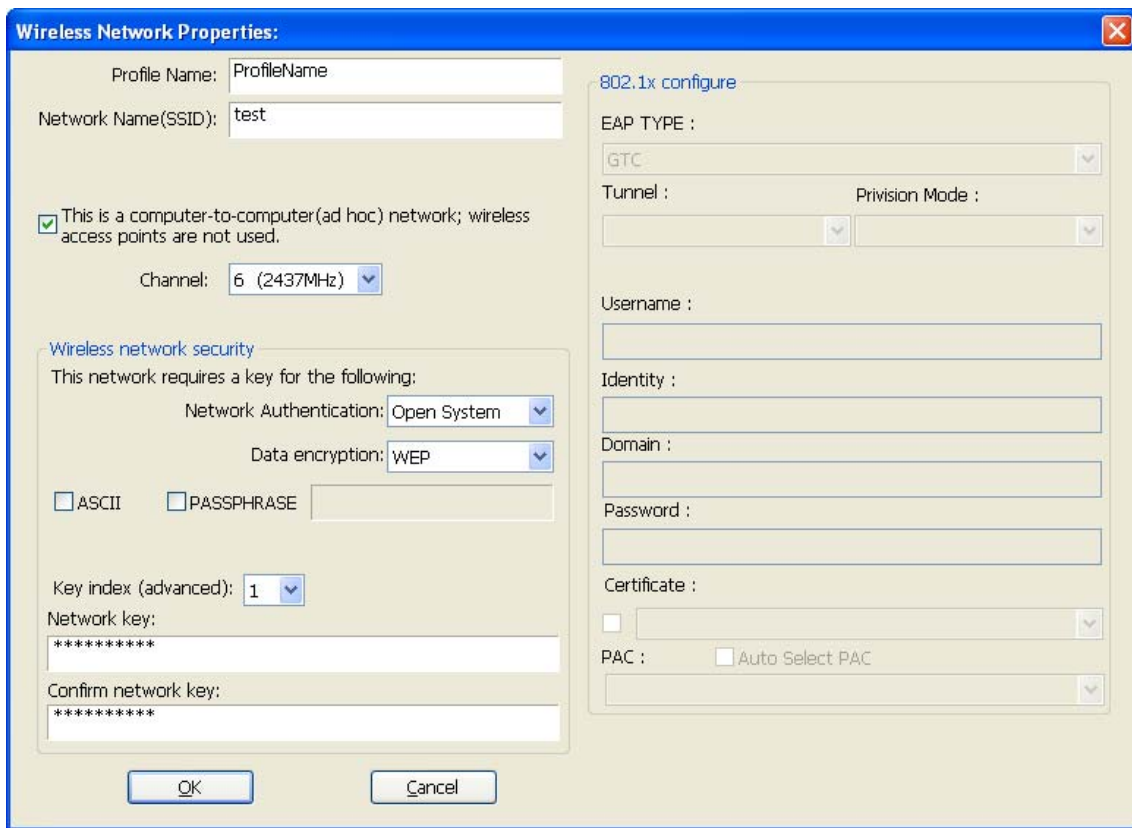 Wireless Network Properties:
Profile Name: ProfileName
Network Name(SSID): test
This is a computer-to-computer(ad hoc) network; wireless
access points are not used.
Channel: 6 (2437MHz)
Wireless network security
This network requires a key for the following:
Network Authentication: Open System
Data encryption: WEP
ASCII PASSPHRASE
Key index (advanced): 1
Network key:
**********
Confirm network key:
**********
OK Cancel
802.1x configure
EAP TYPE :
GTC
Tunnel : Privision Mode :
Username :
Identity :
Domain :
Password :
Certificate :
PAC : Auto Select PAC